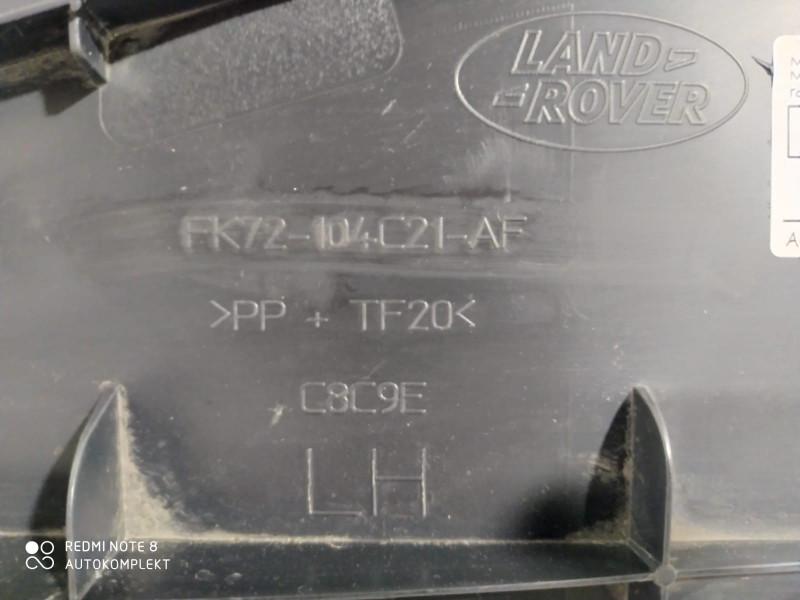 LAND
ROVER
FK72-104C21-AF
>PP + TF20<
C8C9E
LH
REDMI NOTE 8
AUTOKOMPLEKT